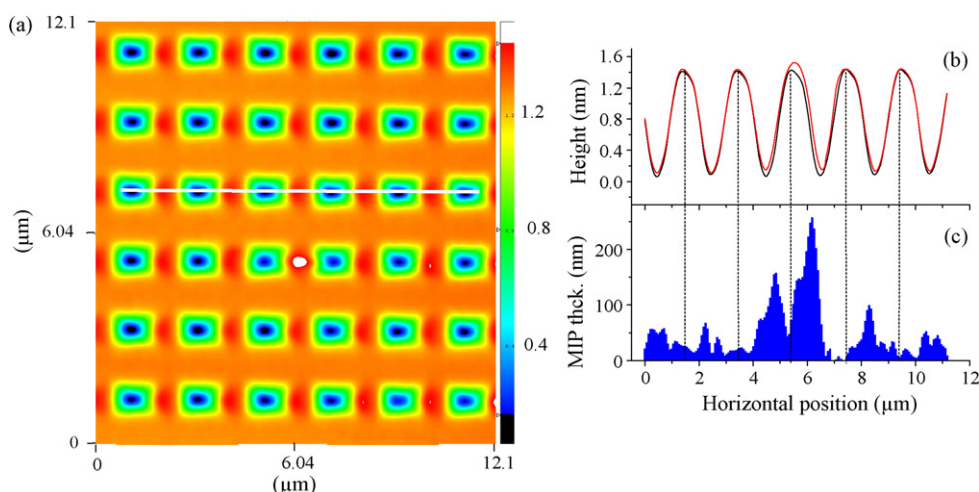 (a)
12.1
6.04
0
(μm)
0
6.04
12.1
(μm)
1.2
0.8
0.4
(b)
1.6
1.2
0.8
0.4
0.0
Height (nm)
(c)
200
100
0
MIP thck. (nm)
0 2 4 6 8 10 12
Horizontal position (μm)